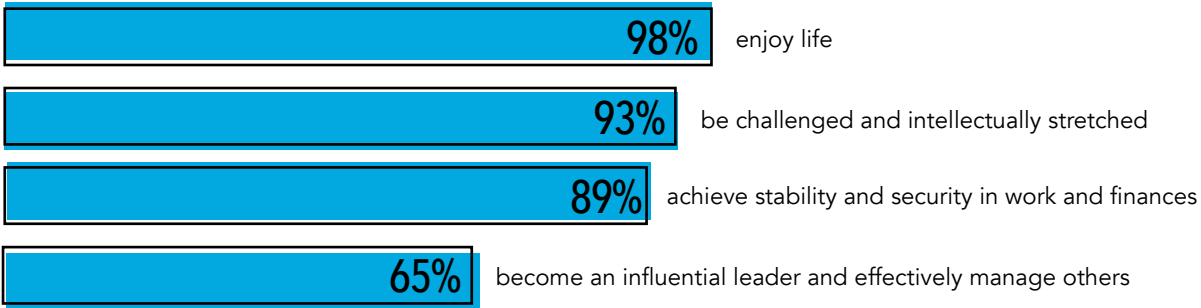 98% enjoy life
93% be challenged and intellectually stretched
89% achieve stability and security in work and finances
65% become an influential leader and effectively manage others